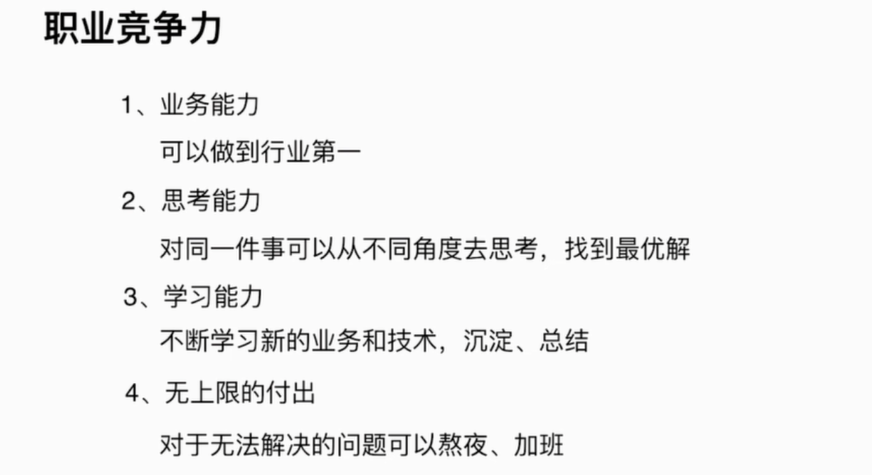 职业竞争力
1、业务能力
可以做到行业第一
2、思考能力
对同一件事可以从不同角度去思考，找到最优解
3、学习能力
不断学习新的业务和技术，沉淀、总结
4、无上限的付出
对于无法解决的问题可以熬夜、加班